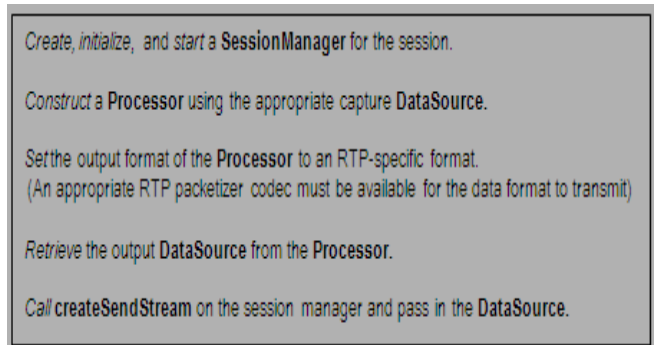 Create, initialize, and start a SessionManager for the session.
Construct a Processor using the appropriate capture DataSource.
Set the output format of the Processor to an RTP-specific format.
(An appropriate RTP packetizer codec must be available for the data format to transmit)
Retrieve the output DataSource from the Processor.
Call createSendStream on the session manager and pass in the DataSource.